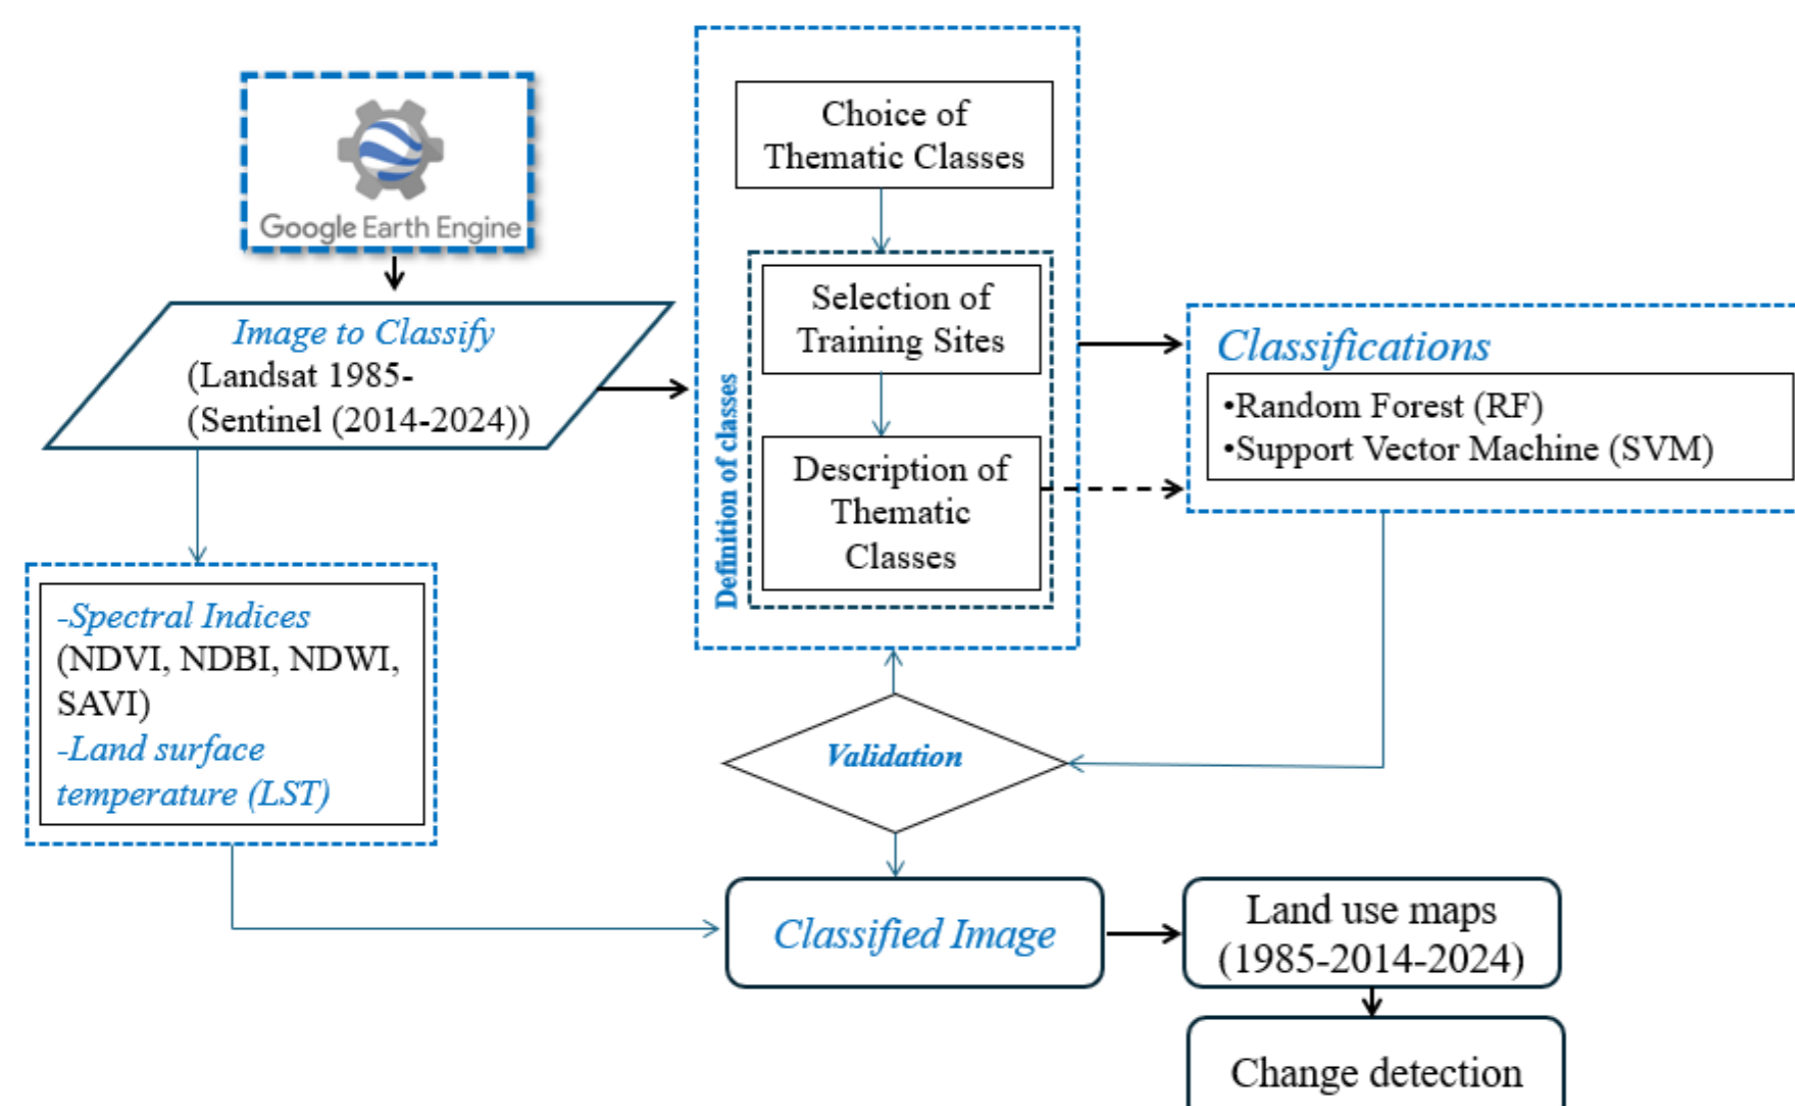 Google Earth Engine
Image to Classify
(Landsat 1985-
(Sentinel (2014-2024))
-Spectral Indices
(NDVI, NDBI, NDWI,
SAVI)
-Land surface
temperature (LST)
Choice of
Thematic Classes
Selection of
Training Sites
Description of
Thematic
Classes
Definition of classes
Classifications
•Random Forest (RF)
•Support Vector Machine (SVM)
Validation
Classified Image
Land use maps
(1985-2014-2024)
Change detection